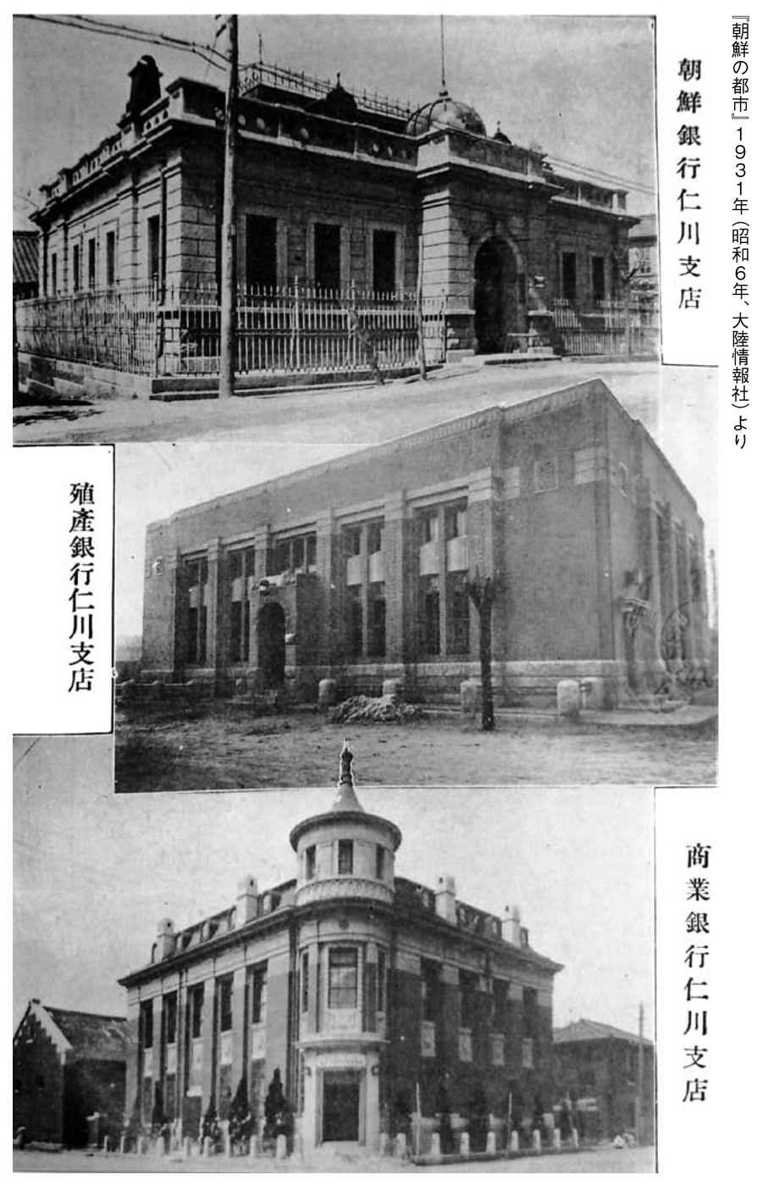 『朝鮮の都市』1931年（昭和6年、大陸情報社）より
朝鮮銀行仁川支店
殖產銀行仁川支店
商業銀行仁川支店